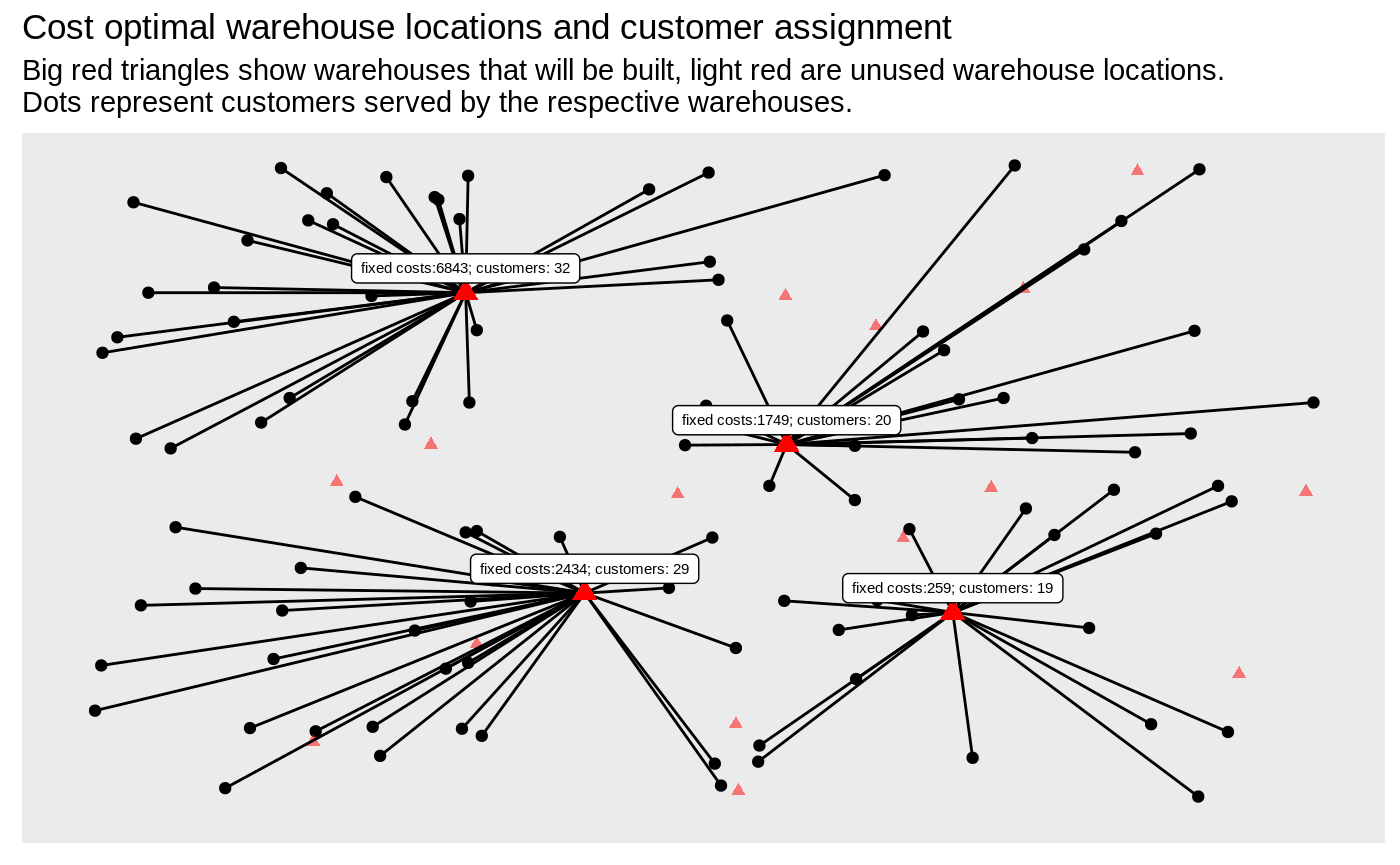 Cost optimal warehouse locations and customer assignment
Big red triangles show warehouses that will be built, light red are unused warehouse locations.
Dots represent customers served by the respective warehouses.
fixed costs:6843; customers: 32
fixed costs:1749; customers: 20
fixed costs:2434; customers: 29
fixed costs:259; customers: 19